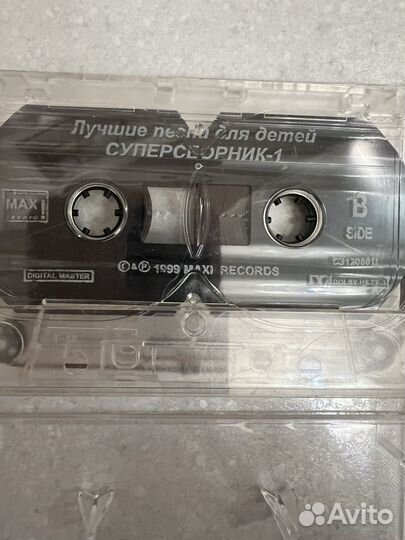 Лучшие песни для детей
СУПЕРСБОРНИК-1
MAXI
B
SIDE
DIGITAL MASTER
©&℗ 1999 MAXI RECORDS
DOLBY HX PRO
Avito